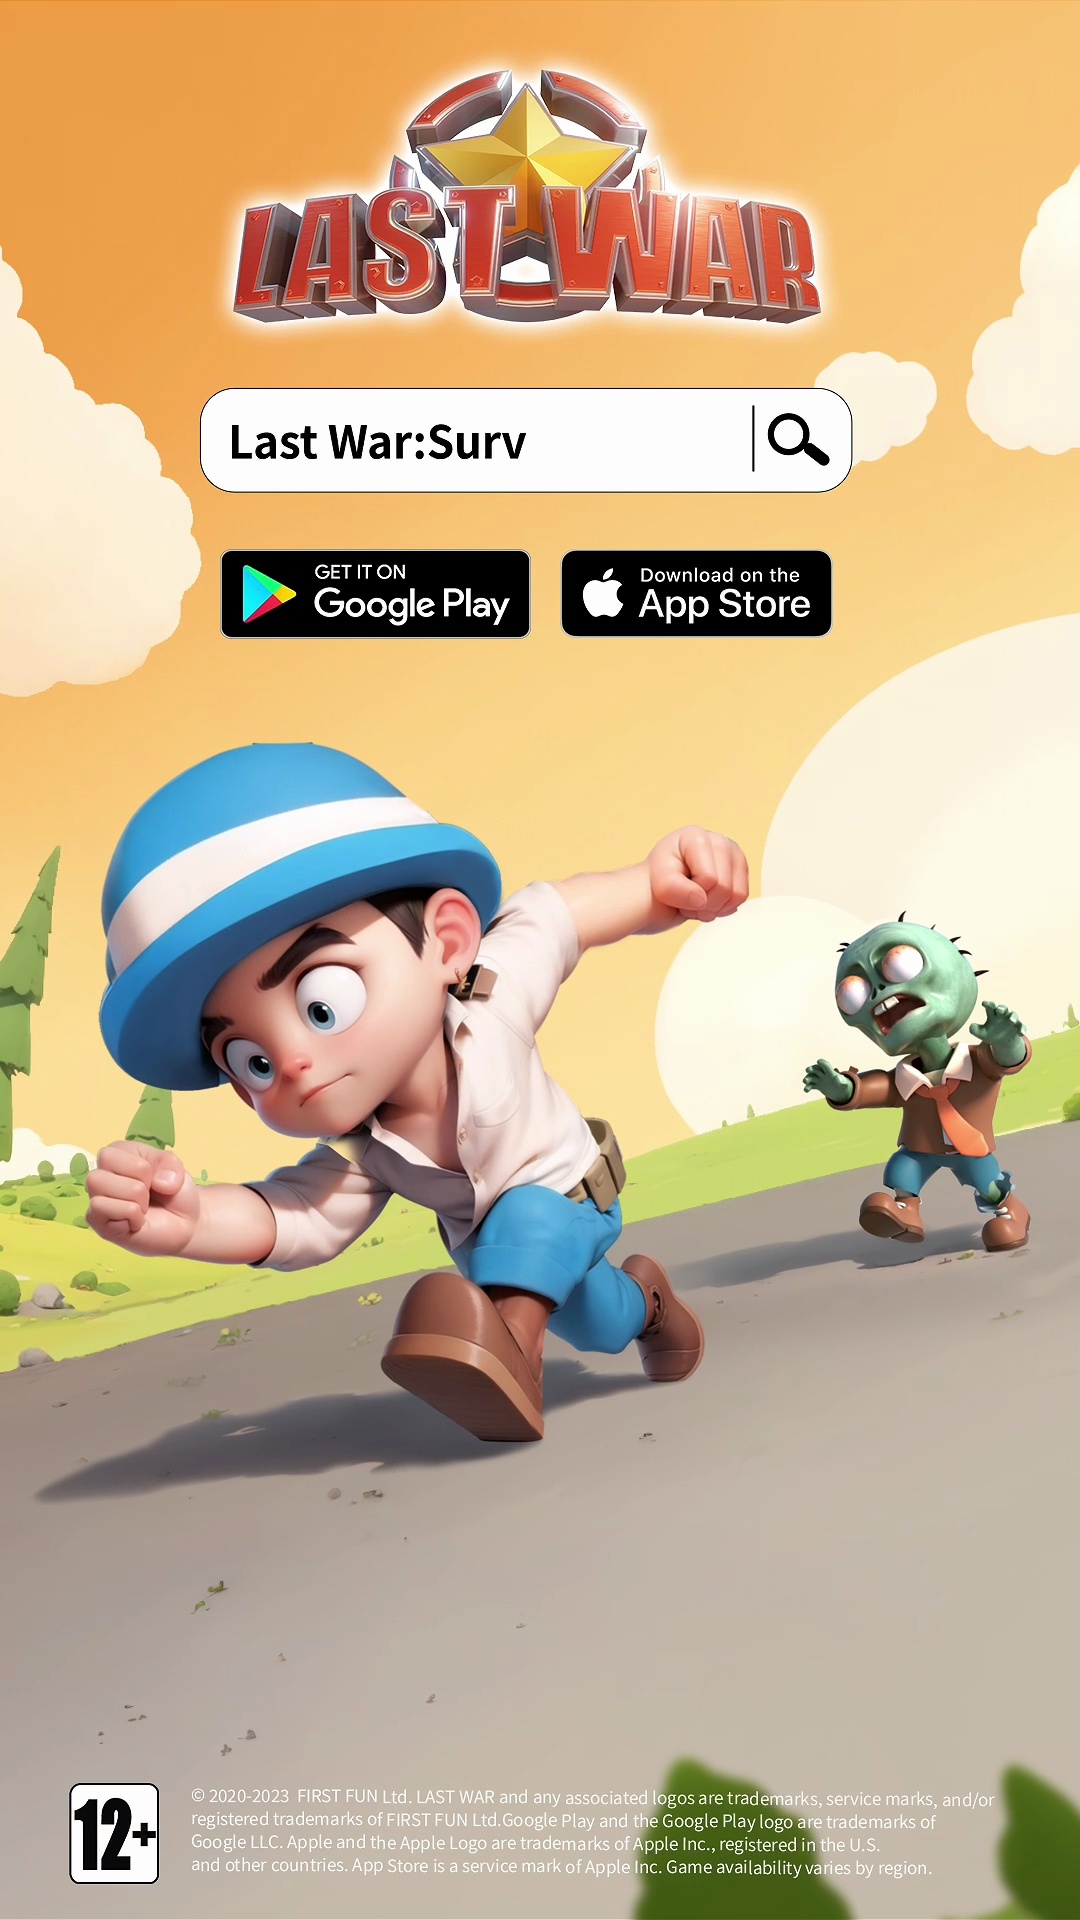 LAST WAR
Last War:Surv
GET IT ON
Google Play
Download on the
App Store
12+
© 2020-2023 FIRST FUN Ltd. LAST WAR and any associated logos are trademarks, service marks, and/or
registered trademarks of FIRST FUN Ltd.Google Play and the Google Play logo are trademarks of
Google LLC. Apple and the Apple Logo are trademarks of Apple Inc., registered in the U.S.
and other countries. App Store is a service mark of Apple Inc. Game availability varies by region.